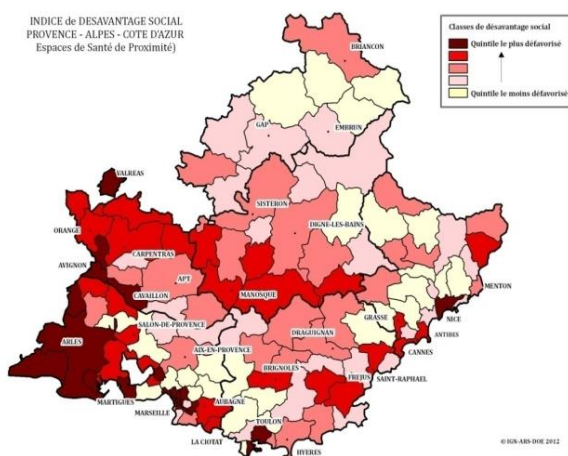 INDICE de DESAVANTAGE SOCIAL
PROVENCE - ALPES - COTE D'AZUR
Espaces de Santé de Proximité)
Classes de désavantage social
Quintile le plus défavorisé
Quintile le moins défavorisé
BRIANCON
GAP
EMBRUN
VALREAS
SISTERON
DIGNE-LES-BAINS
ORANGE
CARPENTRAS
AVIGNON
APT
CAVAILLON
MANOSQUE
MENTON
GRASSE
NICE
SALON-DE-PROVENCE
DRAGUIGNAN
ANTIBES
ARLES
AIX-EN-PROVENCE
CANNES
BRIGNOLES
FREJUS
SAINT-RAPHAEL
MARTIGUES
AUBAGNE
MARSEILLE
TOULON
LA CIOTAT
HYERES
© IGN-ARS-DOE 2012